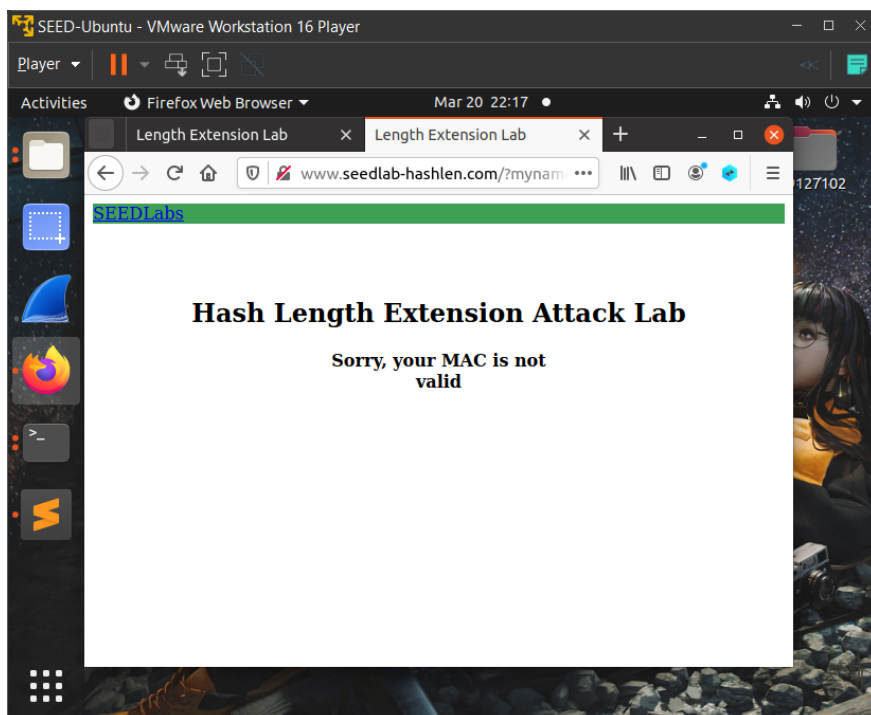 SEED-Ubuntu - VMware Workstation 16 Player
Player
Activities Firefox Web Browser Mar 20 22:17
Length Extension Lab Length Extension Lab
www.seedlab-hashlen.com/?mynam
127102
SEEDLabs
Hash Length Extension Attack Lab
Sorry, your MAC is not
valid